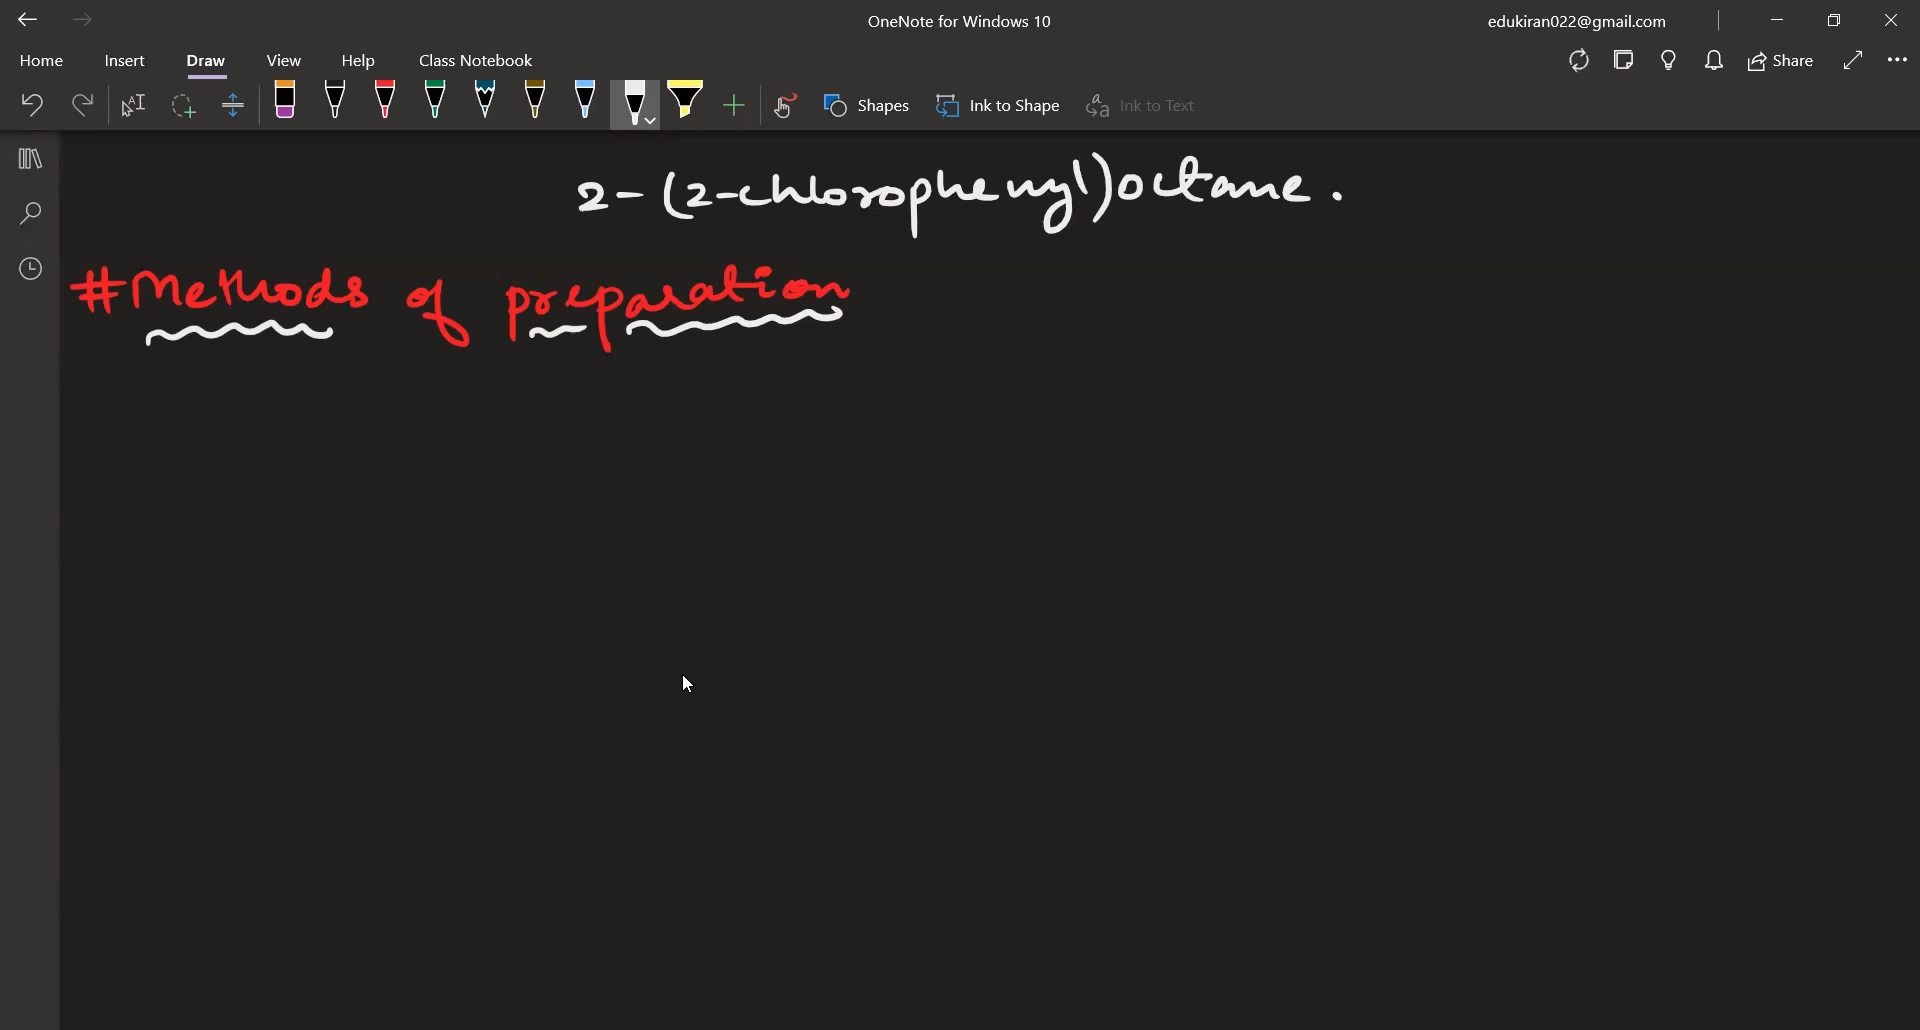 OneNote for Windows 10
edukiran022@gmail.com
Home Insert Draw View Help Class Notebook
Share
Shapes Ink to Shape Ink to Text
2-(2-chlorophenyl)octane.
#Methods of preparation